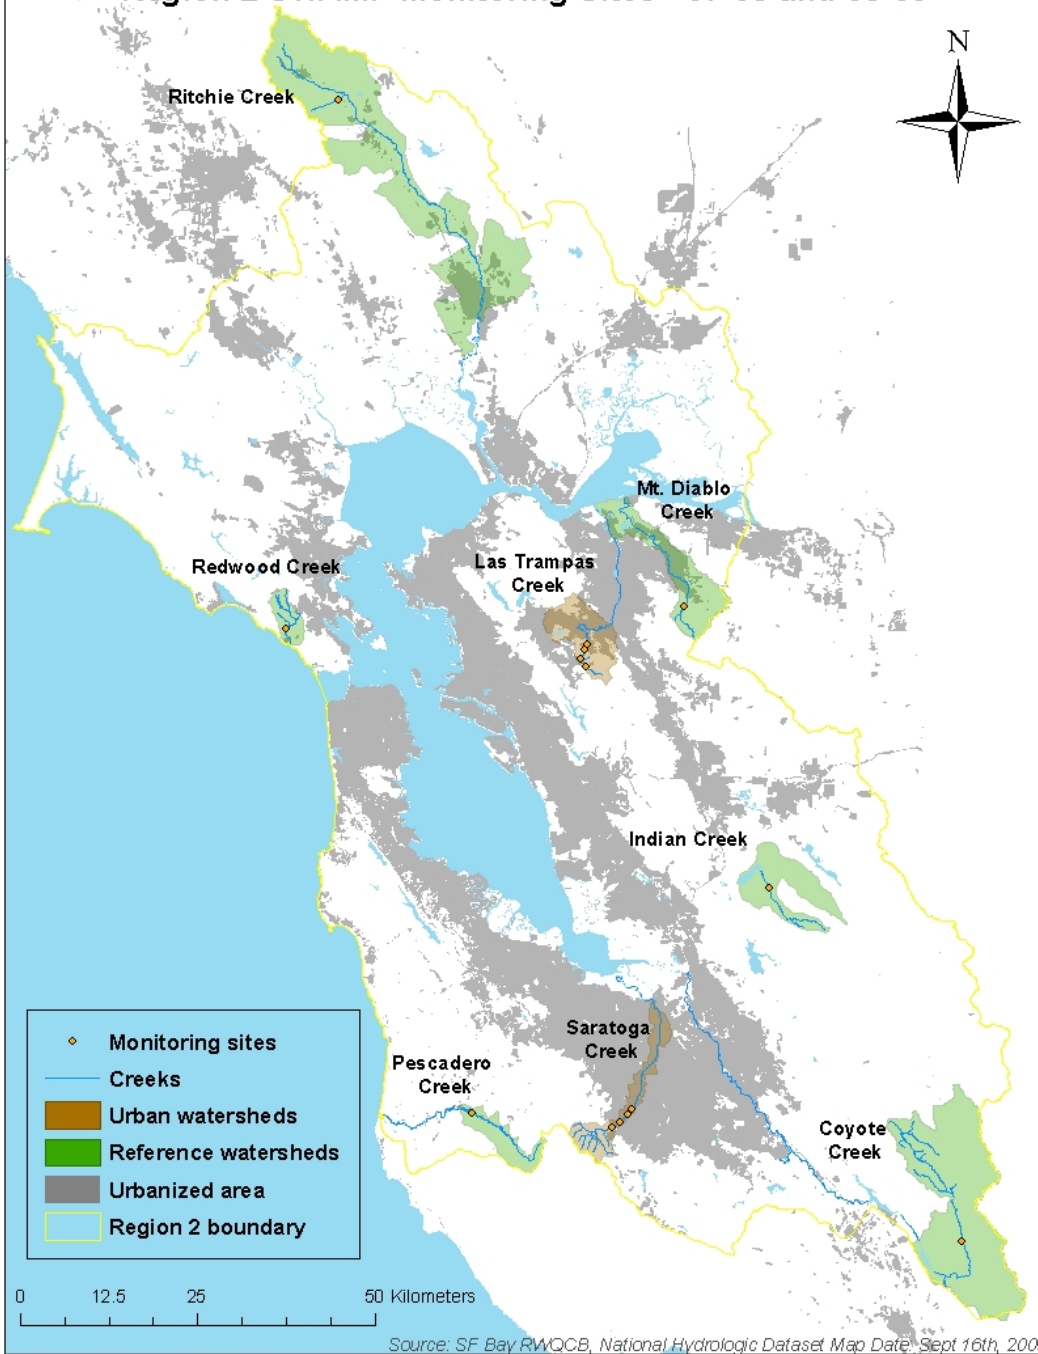 N
Ritchie Creek
Mt. Diablo
Creek
Las Trampas
Creek
Redwood Creek
Indian Creek
Saratoga
Creek
Pescadero
Creek
Coyote
Creek
Monitoring sites
Creeks
Urban watersheds
Reference watersheds
Urbanized area
Region 2 boundary
0 12.5 25 50 Kilometers
Source: SF Bay RWQCB, National Hydrologic Dataset Map Date: Sept 16th, 200